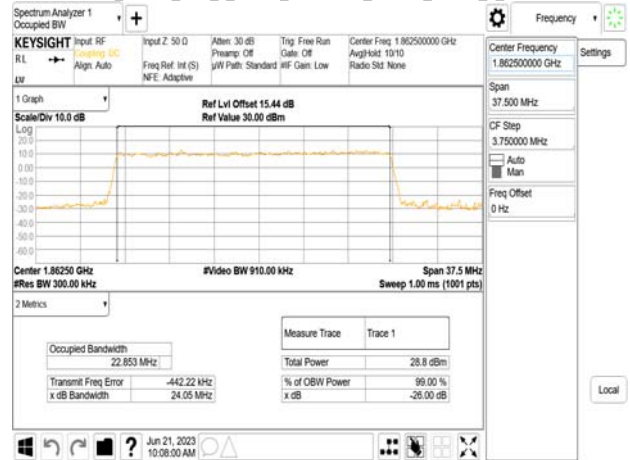 Spectrum Analyzer 1
Occupied BW
Frequency
KEYSIGHT
Input: RF
Coupling: DC
Align: Auto
Input Z: 50 Ω
Freq Ref: Int (S)
NFE: Adaptive
Atten: 30 dB
Preamp: Off
µW Path: Standard
Trig: Free Run
Gate: Off
#IF Gain: Low
Center Freq: 1.862500000 GHz
Avg|Hold: 10/10
Radio Std: None
RL
Center Frequency
1.862500000 GHz
Settings
Span
37.500 MHz
CF Step
3.750000 MHz
Auto
Man
Freq Offset
0 Hz
1 Graph
Scale/Div 10.0 dB
Ref Lvl Offset 15.44 dB
Ref Value 30.00 dBm
Log
20.0
10.0
0.00
-10.0
-20.0
-30.0
-40.0
-50.0
-60.0
Center 1.86250 GHz
#Res BW 300.00 kHz
#Video BW 910.00 kHz
Span 37.5 MHz
Sweep 1.00 ms (1001 pts)
2 Metrics
Measure Trace Trace 1
Occupied Bandwidth
22.853 MHz
Total Power 28.8 dBm
Transmit Freq Error -442.22 kHz
% of OBW Power 99.00 %
x dB Bandwidth 24.05 MHz
x dB -26.00 dB
Local
Jun 21, 2023
10:08:00 AM